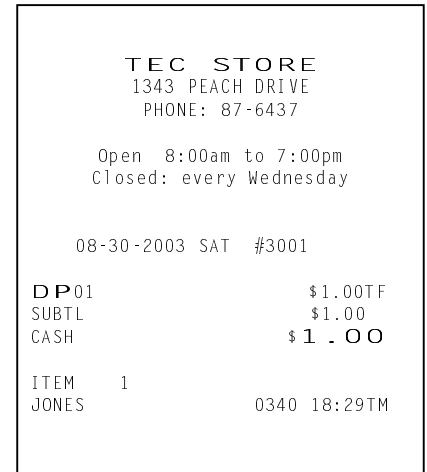 TEC STORE
1343 PEACH DRIVE
PHONE: 87-6437
Open 8:00am to 7:00pm
Closed: every Wednesday
08-30-2003 SAT #3001
DP01 $1.00TF
SUBTL $1.00
CASH $1.00
ITEM 1
JONES 0340 18:29TM